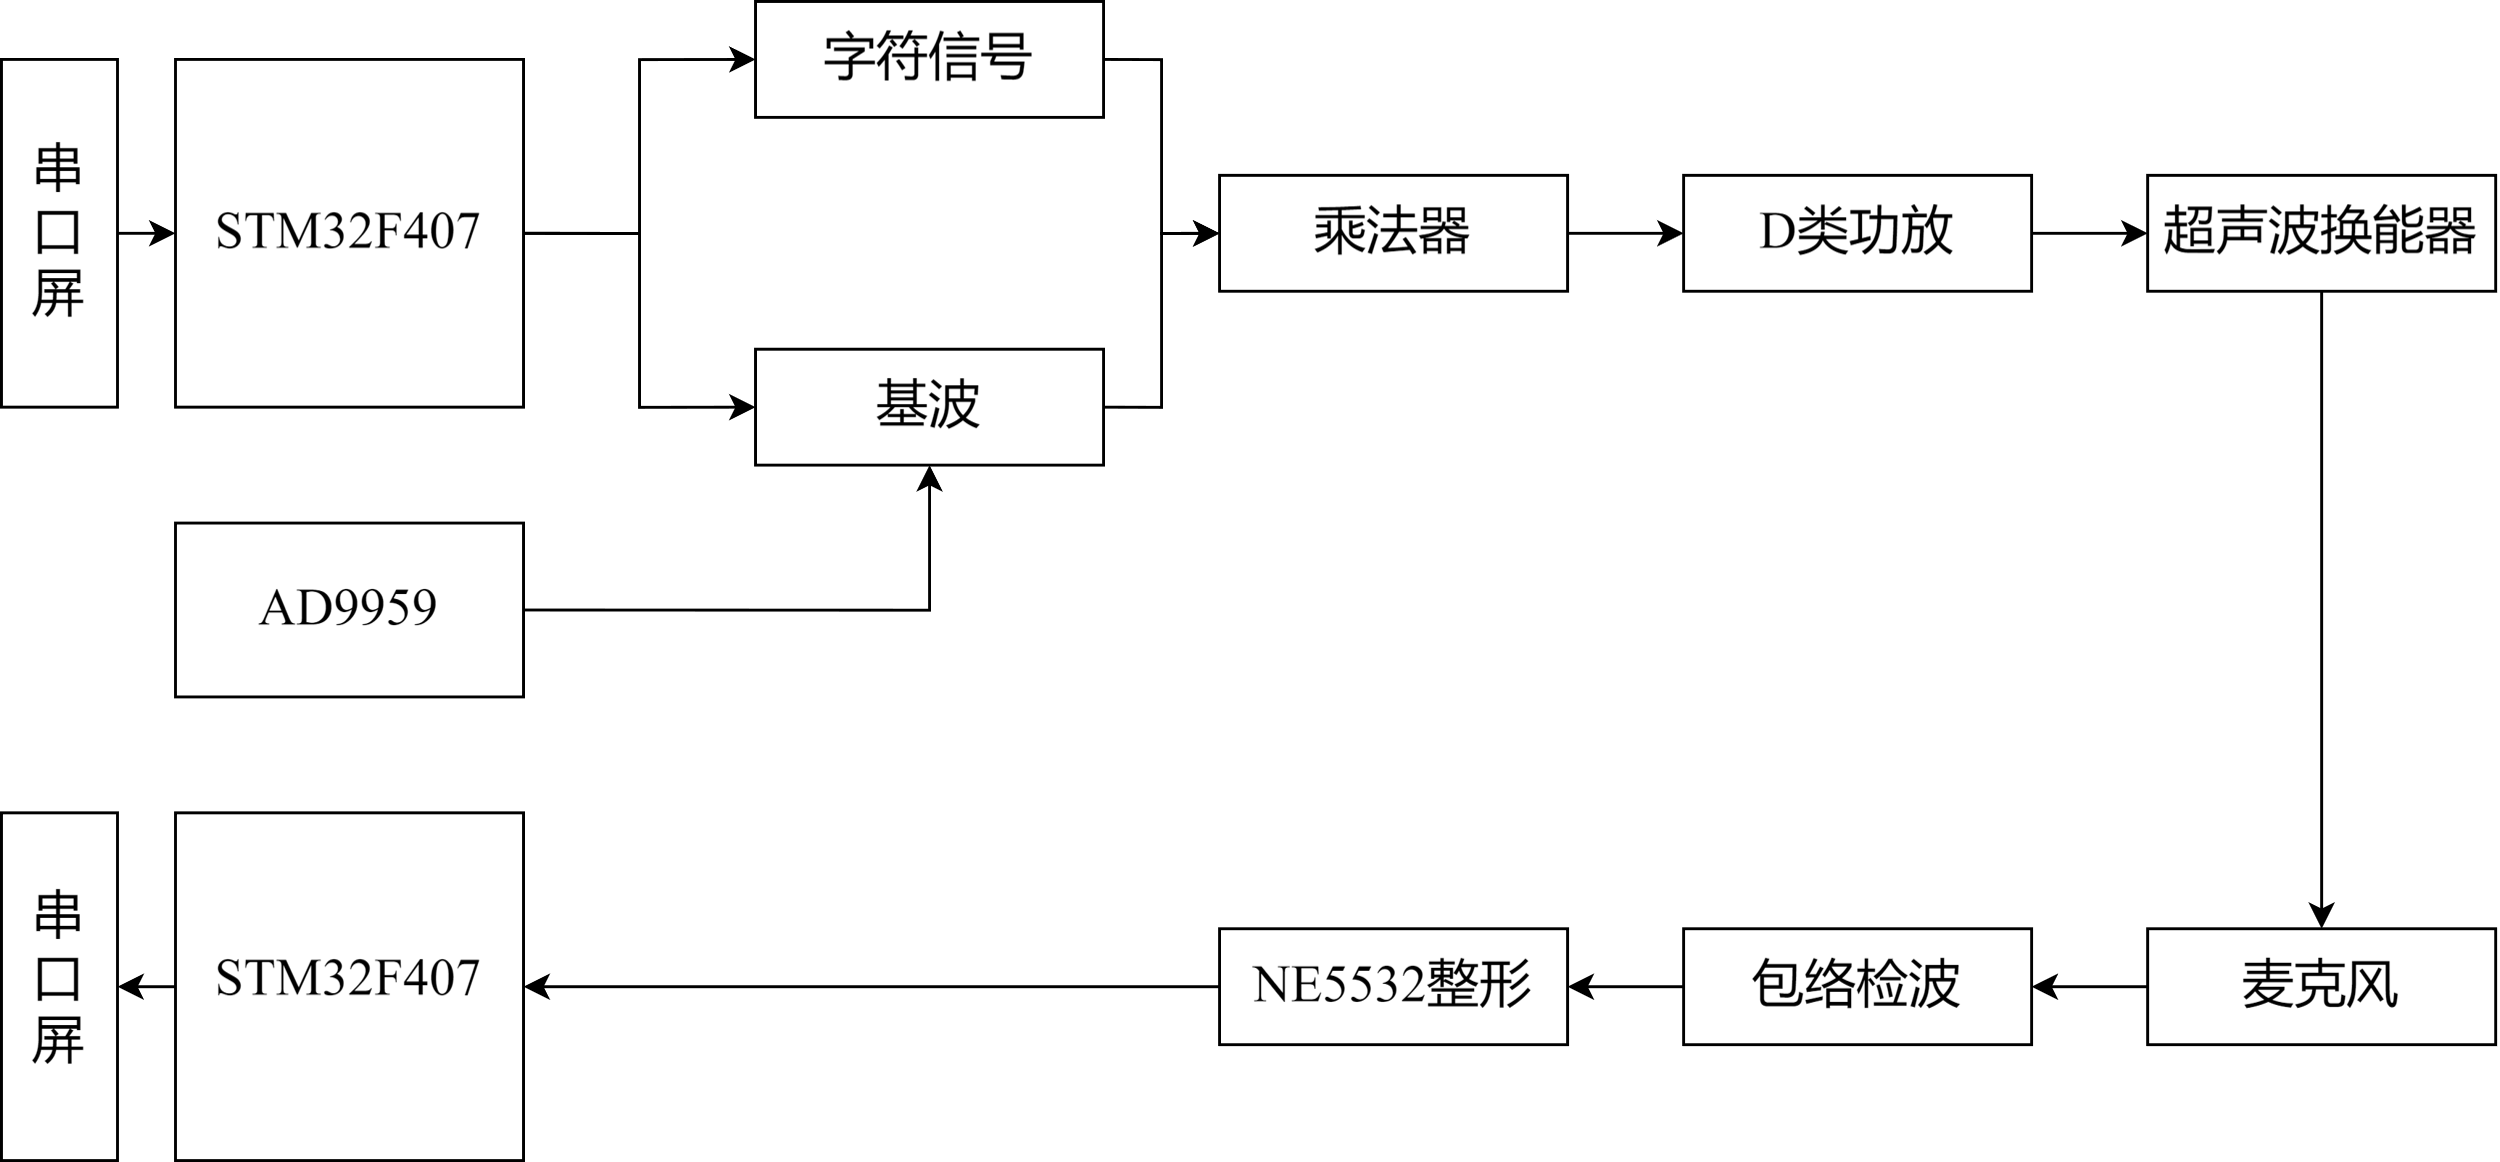 字符信号
串
口
屏
STM32F407
乘法器
D类功放
超声波换能器
基波
AD9959
串
口
屏
STM32F407
NE5532整形
包络检波
麦克风